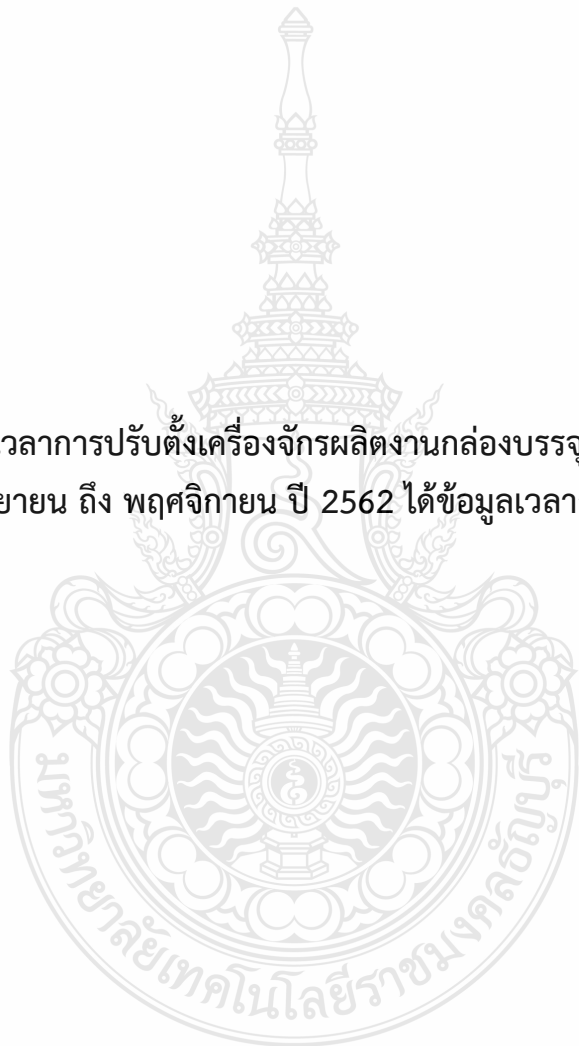 วลาการปรับตั้งเครื่องจักรผลิตงานกล่องบรรจุ
ยายน ถึง พฤศจิกายน ปี 2562 ได้ข้อมูลเวลา
มหาวิทยาลัยเทคโนโลยีราชมงคลธัญบุรี